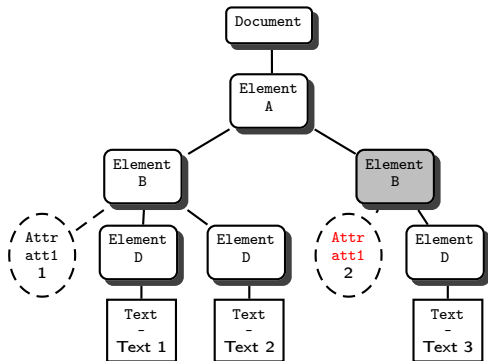 Document
Element
A
Element
B
Element
B
Attr
att1
1
Element
D
Element
D
Attr
att1
2
Element
D
Text
-
Text 1
Text
-
Text 2
Text
-
Text 3